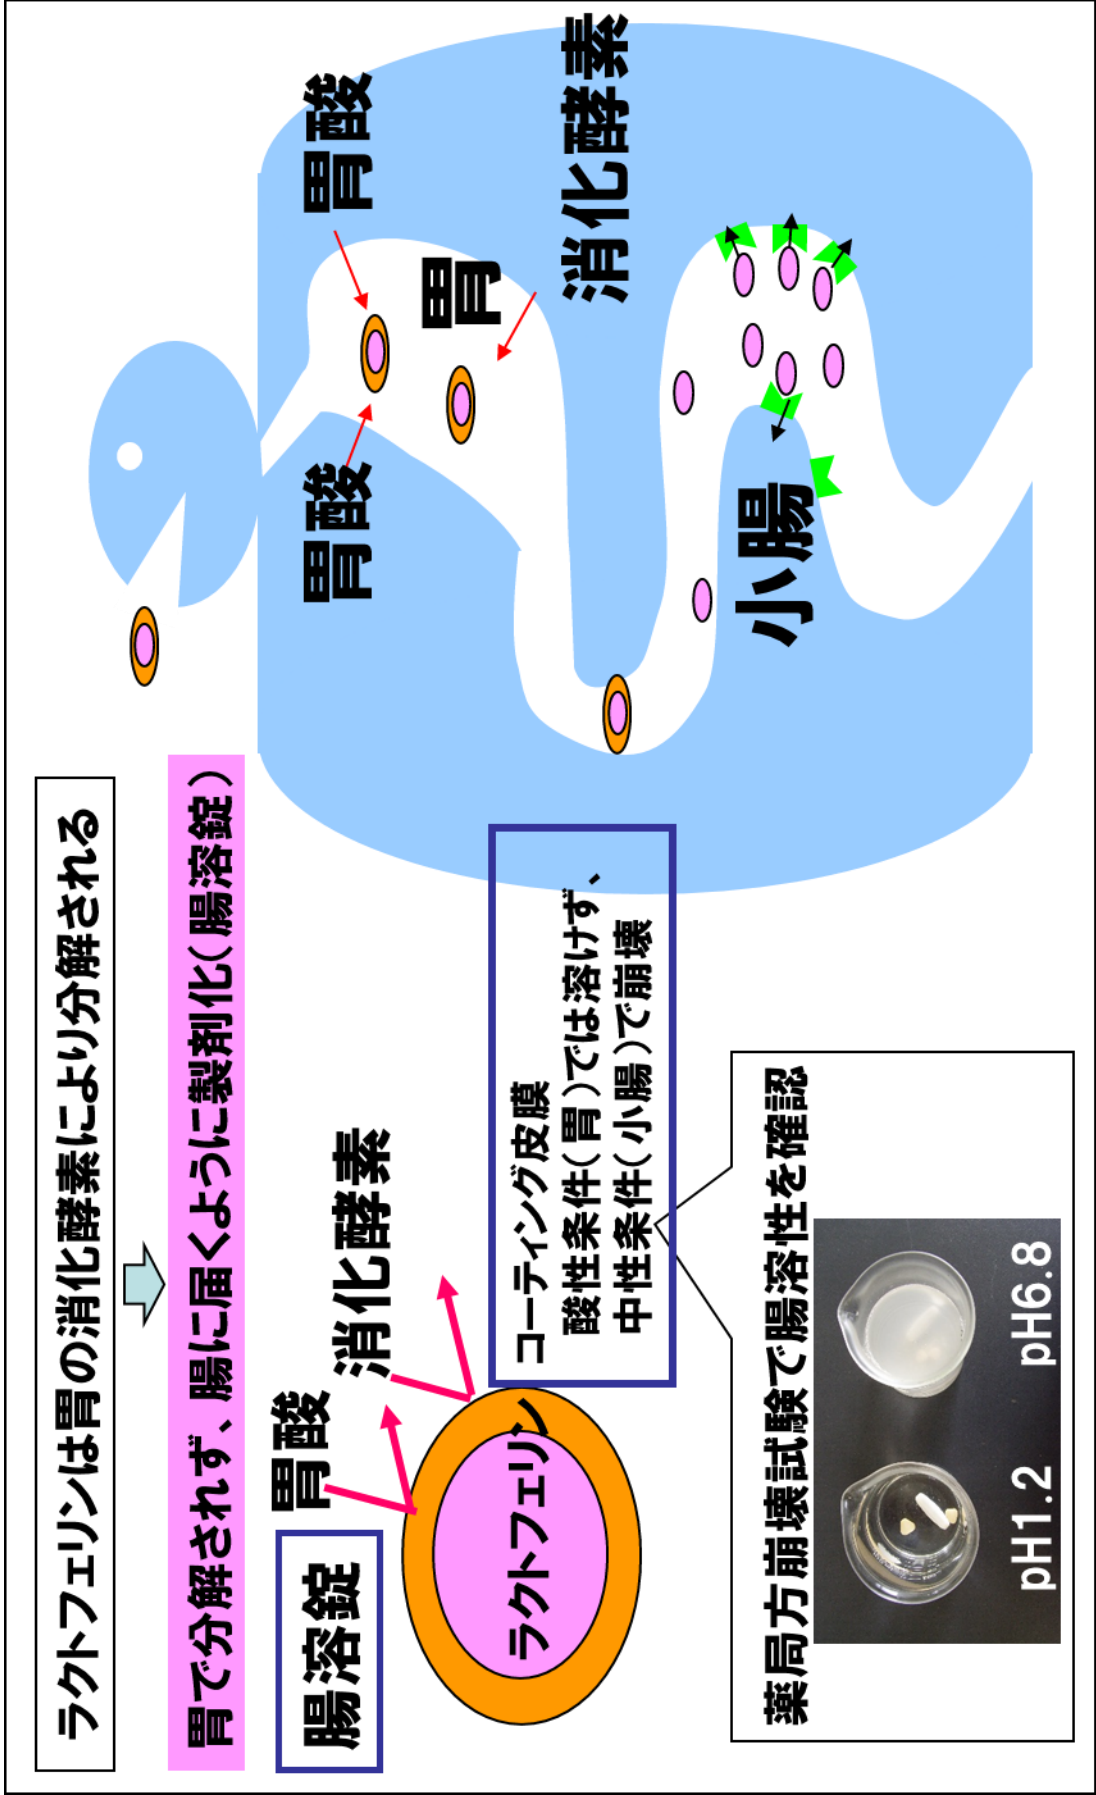 ラクトフェリンは胃の消化酵素により分解される
胃で分解されず、腸に届くように製剤化(腸溶錠)
腸溶錠
胃酸
消化酵素
ラクトフェリン
コーティング皮膜
酸性条件(胃)では溶けず、
中性条件(小腸)で崩壊
薬局方崩壊試験で腸溶性を確認
pH1.2
pH6.8
胃酸
胃酸
胃
消化酵素
小腸